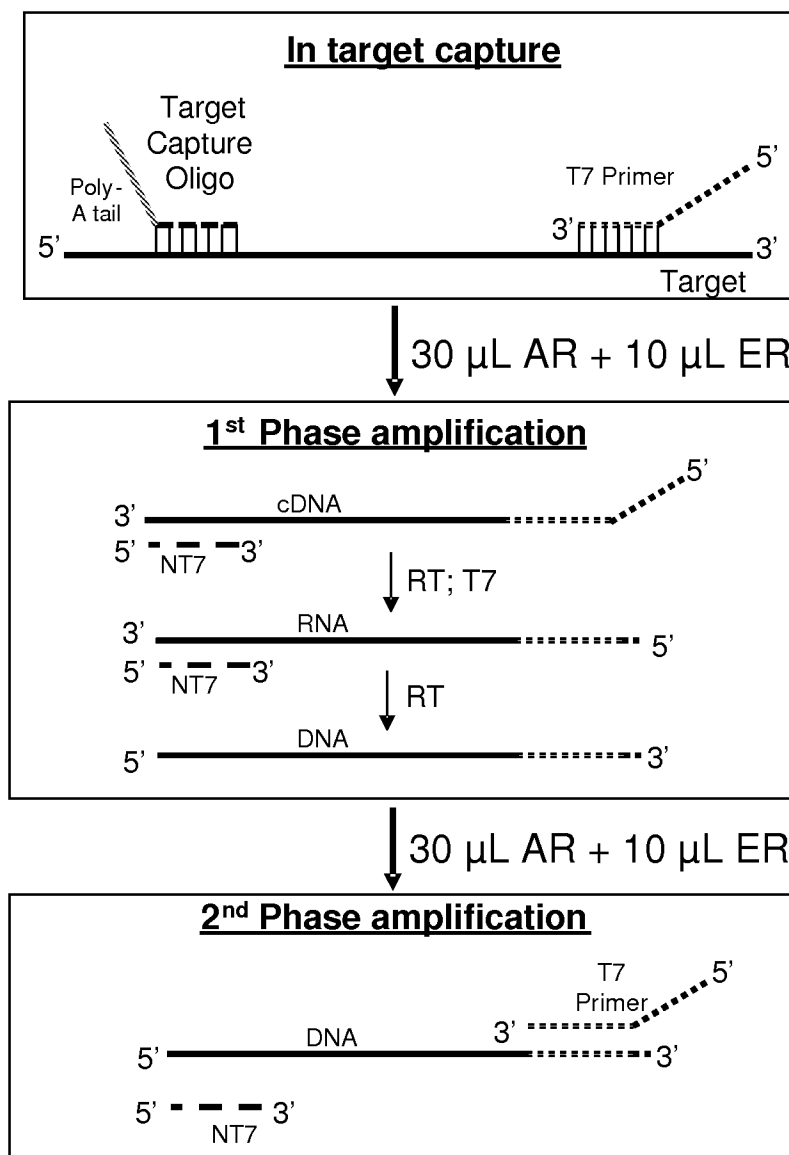 In target capture
Target
Capture
Oligo
Poly-
A tail
T7 Primer
5’
3’
5’
3’
Target
30 µL AR + 10 µL ER
1st Phase amplification
5’
cDNA
3’
5’
NT7
3’
RT; T7
RNA
3’
5’
5’
NT7
3’
RT
DNA
5’
3’
30 µL AR + 10 µL ER
2nd Phase amplification
T7
Primer
5’
3’
DNA
5’
3’
5’
NT7
3’